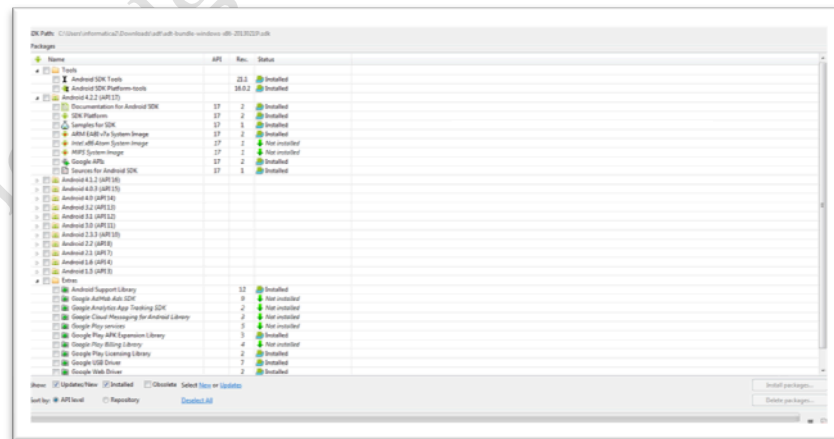 SDK Path: C:\Users\informatica2\Downloads\adt\adt-bundle-windows-x86-20130219\sdk
Packages
Name API Rev. Status
Tools
Android SDK Tools 21.1 Installed
Android SDK Platform-tools 16.0.2 Installed
Android 4.2.2 (API 17)
Documentation for Android SDK 17 2 Installed
SDK Platform 17 2 Installed
Samples for SDK 17 1 Installed
ARM EABI v7a System Image 17 2 Installed
Intel x86 Atom System Image 17 1 Not installed
MIPS System Image 17 1 Not installed
Google APIs 17 2 Installed
Sources for Android SDK 17 1 Installed
Android 4.1.2 (API 16)
Android 4.0.3 (API 15)
Android 4.0 (API 14)
Android 3.2 (API 13)
Android 3.1 (API 12)
Android 3.0 (API 11)
Android 2.3.3 (API 10)
Android 2.2 (API 8)
Android 2.1 (API 7)
Android 1.6 (API 4)
Android 1.5 (API 3)
Extras
Android Support Library 12 Installed
Google AdMob Ads SDK 9 Not installed
Google Analytics App Tracking SDK 2 Not installed
Google Cloud Messaging for Android Library 3 Not installed
Google Play services 5 Not installed
Google Play APK Expansion Library 3 Installed
Google Play Billing Library 4 Not installed
Google Play Licensing Library 2 Installed
Google USB Driver 7 Installed
Google Web Driver 2 Installed
Show: Updates/New Installed Obsolete Select New or Updates Install packages...
Sort by: API level Repository Deselect All Delete packages...